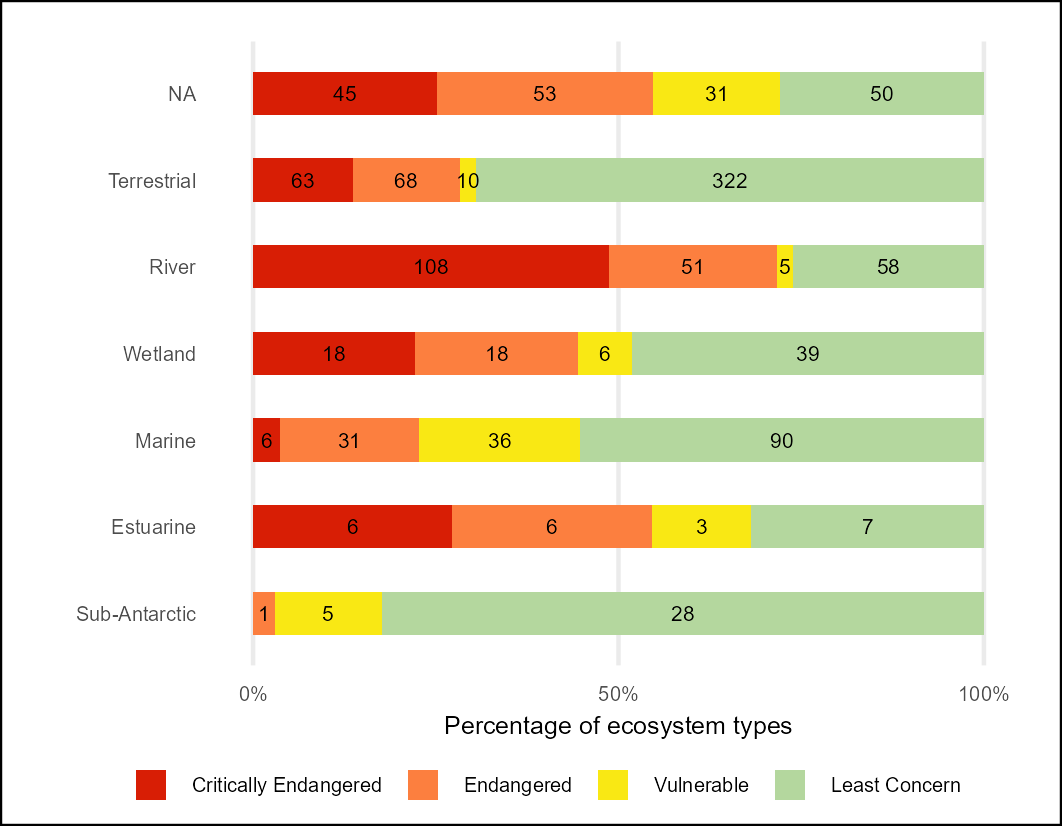 NA 45 53 31 50
Terrestrial 63 68 10 322
River 108 51 5 58
Wetland 18 18 6 39
Marine 6 31 36 90
Estuarine 6 6 3 7
Sub-Antarctic 1 5 28
0% 50% 100%
Percentage of ecosystem types
Critically Endangered Endangered Vulnerable Least Concern